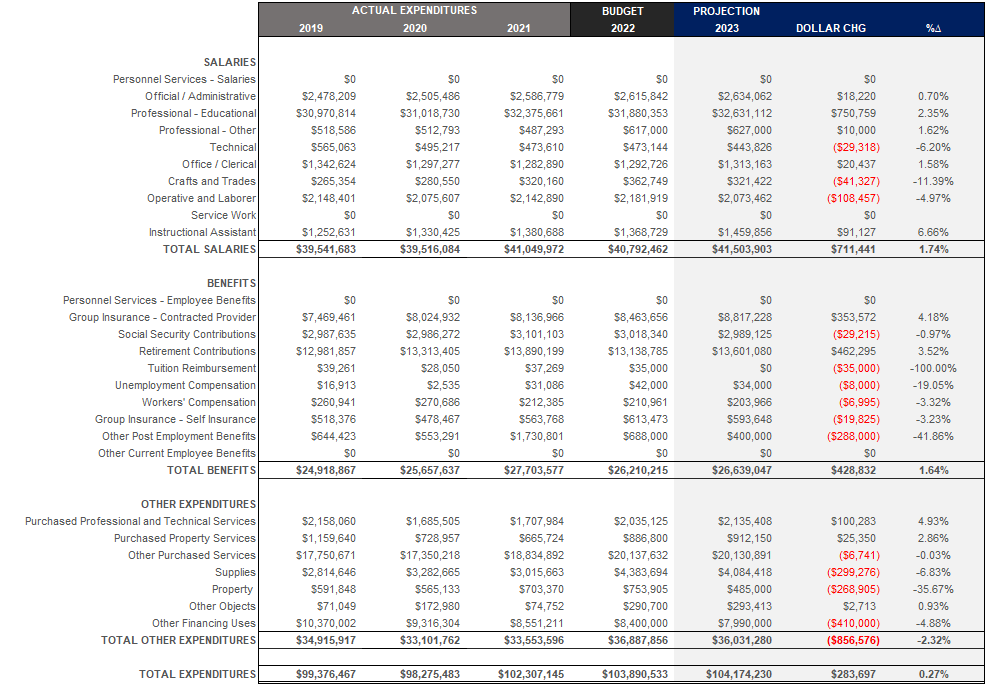 ACTUAL EXPENDITURES BUDGET PROJECTION
2019 2020 2021 2022 2023 DOLLAR CHG %Δ
SALARIES
Personnel Services - Salaries $0 $0 $0 $0 $0 $0
Official / Administrative $2,478,209 $2,505,486 $2,586,779 $2,615,842 $2,634,062 $18,220 0.70%
Professional - Educational $30,970,814 $31,018,730 $32,375,661 $31,880,353 $32,631,112 $750,759 2.35%
Professional - Other $518,586 $512,793 $487,293 $617,000 $627,000 $10,000 1.62%
Technical $565,063 $495,217 $473,610 $473,144 $443,826 ($29,318) -6.20%
Office / Clerical $1,342,624 $1,297,277 $1,282,890 $1,292,726 $1,313,163 $20,437 1.58%
Crafts and Trades $265,354 $280,550 $320,160 $362,749 $321,422 ($41,327) -11.39%
Operative and Laborer $2,148,401 $2,075,607 $2,142,890 $2,181,919 $2,073,462 ($108,457) -4.97%
Service Work $0 $0 $0 $0 $0 $0
Instructional Assistant $1,252,631 $1,330,425 $1,380,688 $1,368,729 $1,459,856 $91,127 6.66%
TOTAL SALARIES $39,541,683 $39,516,084 $41,049,972 $40,792,462 $41,503,903 $711,441 1.74%
BENEFITS
Personnel Services - Employee Benefits $0 $0 $0 $0 $0 $0
Group Insurance - Contracted Provider $7,469,461 $8,024,932 $8,136,966 $8,463,656 $8,817,228 $353,572 4.18%
Social Security Contributions $2,987,635 $2,986,272 $3,101,103 $3,018,340 $2,989,125 ($29,215) -0.97%
Retirement Contributions $12,981,857 $13,313,405 $13,890,199 $13,138,785 $13,601,080 $462,295 3.52%
Tuition Reimbursement $39,261 $28,050 $37,269 $35,000 $0 ($35,000) -100.00%
Unemployment Compensation $16,913 $2,535 $31,086 $42,000 $34,000 ($8,000) -19.05%
Workers' Compensation $260,941 $270,686 $212,385 $210,961 $203,966 ($6,995) -3.32%
Group Insurance - Self Insurance $518,376 $478,467 $563,768 $613,473 $593,648 ($19,825) -3.23%
Other Post Employment Benefits $644,423 $553,291 $1,730,801 $688,000 $400,000 ($288,000) -41.86%
Other Current Employee Benefits $0 $0 $0 $0 $0 $0
TOTAL BENEFITS $24,918,867 $25,657,637 $27,703,577 $26,210,215 $26,639,047 $428,832 1.64%
OTHER EXPENDITURES
Purchased Professional and Technical Services $2,158,060 $1,685,505 $1,707,984 $2,035,125 $2,135,408 $100,283 4.93%
Purchased Property Services $1,159,640 $728,957 $665,724 $886,800 $912,150 $25,350 2.86%
Other Purchased Services $17,750,671 $17,350,218 $18,834,892 $20,137,632 $20,130,891 ($6,741) -0.03%
Supplies $2,814,646 $3,282,665 $3,015,663 $4,383,694 $4,084,418 ($299,276) -6.83%
Property $591,848 $565,133 $703,370 $753,905 $485,000 ($268,905) -35.67%
Other Objects $71,049 $172,980 $74,752 $290,700 $293,413 $2,713 0.93%
Other Financing Uses $10,370,002 $9,316,304 $8,551,211 $8,400,000 $7,990,000 ($410,000) -4.88%
TOTAL OTHER EXPENDITURES $34,915,917 $33,101,762 $33,553,596 $36,887,856 $36,031,280 ($856,576) -2.32%
TOTAL EXPENDITURES $99,376,467 $98,275,483 $102,307,145 $103,890,533 $104,174,230 $283,697 0.27%